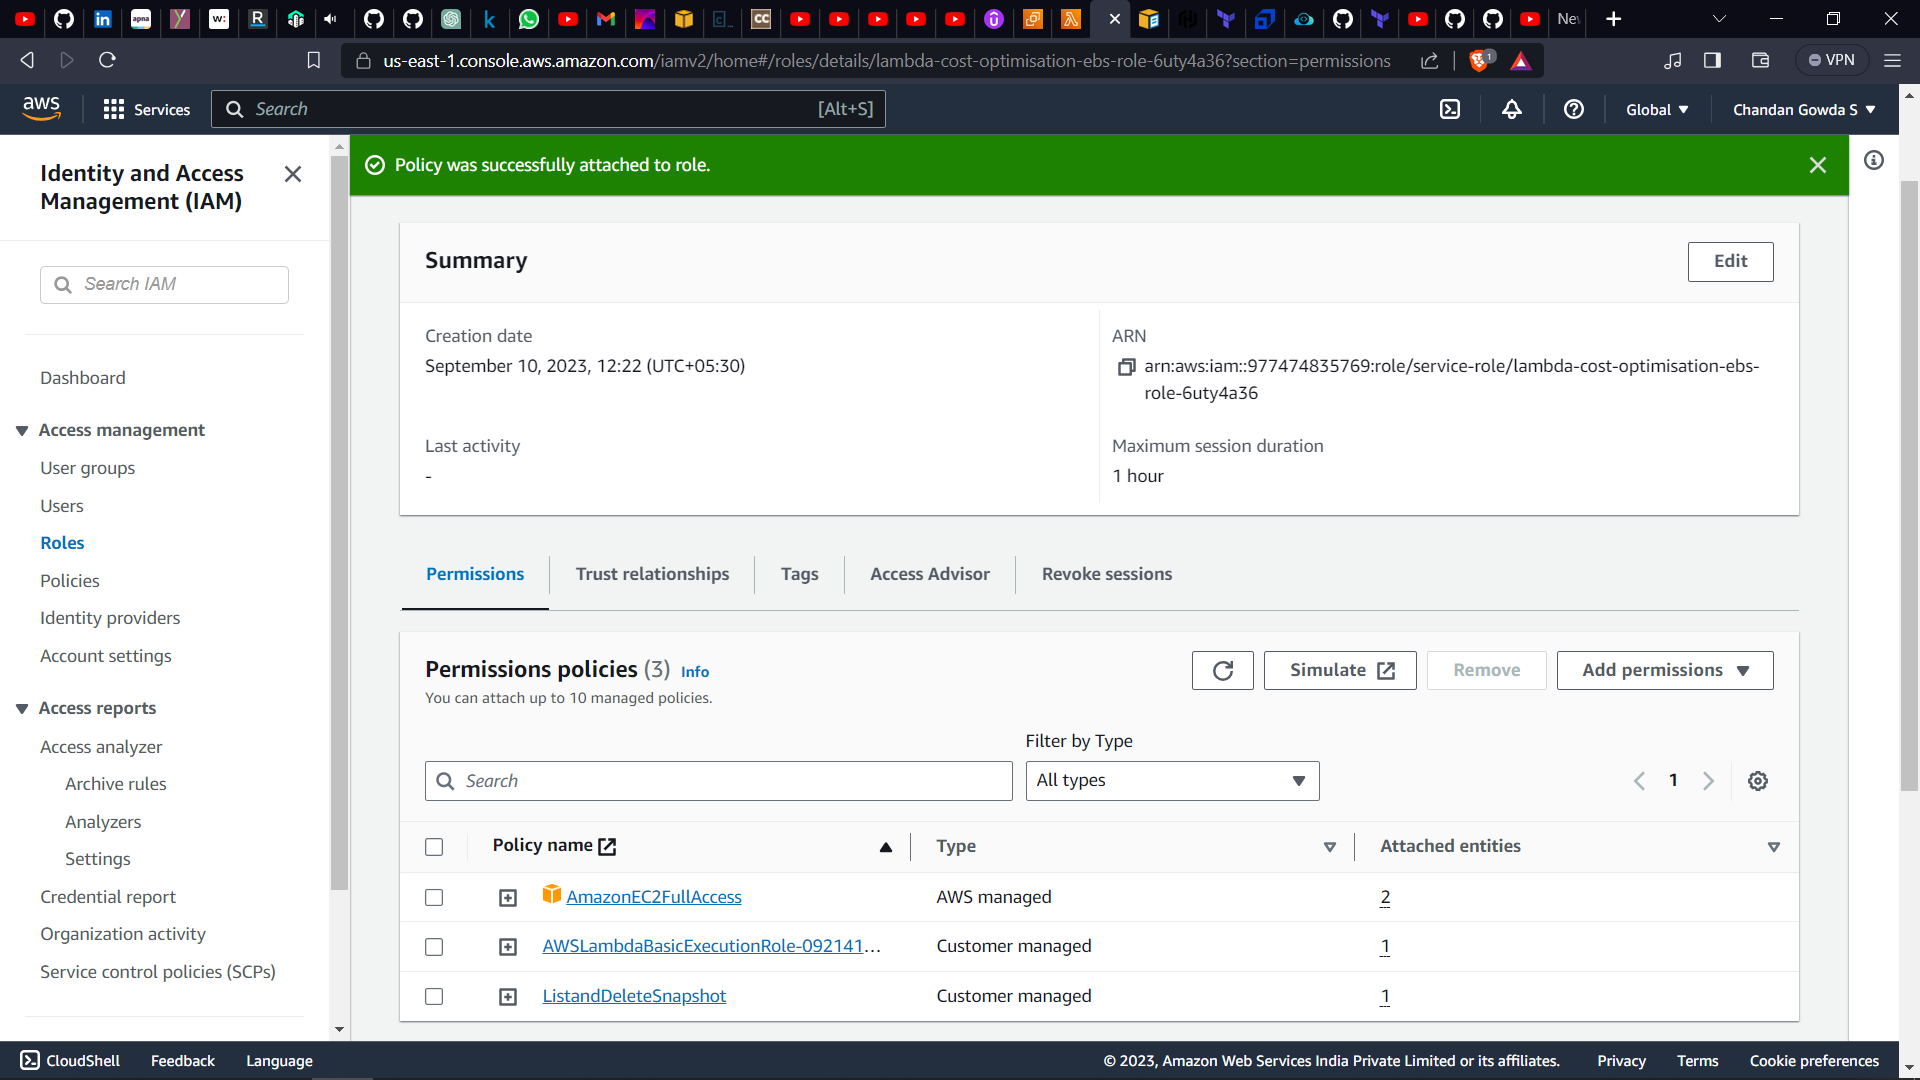 New
us-east-1.console.aws.amazon.com/iamv2/home#/roles/details/lambda-cost-optimisation-ebs-role-6uty4a36?section=permissions
1
VPN
aws
Services
Search
[Alt+S]
Global
Chandan Gowda S
Identity and Access
Management (IAM)
Search IAM
Dashboard
Access management
User groups
Users
Roles
Policies
Identity providers
Account settings
Access reports
Access analyzer
Archive rules
Analyzers
Settings
Credential report
Organization activity
Service control policies (SCPs)
Policy was successfully attached to role.
Summary
Edit
Creation date
September 10, 2023, 12:22 (UTC+05:30)
ARN
arn:aws:iam::977474835769:role/service-role/lambda-cost-optimisation-ebs-
role-6uty4a36
Last activity
-
Maximum session duration
1 hour
Permissions
Trust relationships
Tags
Access Advisor
Revoke sessions
Permissions policies (3) Info
You can attach up to 10 managed policies.
Simulate
Remove
Add permissions
Filter by Type
Search
All types
1
Policy name
Type
Attached entities
AmazonEC2FullAccess
AWS managed
2
AWSLambdaBasicExecutionRole-092141...
Customer managed
1
ListandDeleteSnapshot
Customer managed
1
CloudShell
Feedback
Language
© 2023, Amazon Web Services India Private Limited or its affiliates.
Privacy
Terms
Cookie preferences